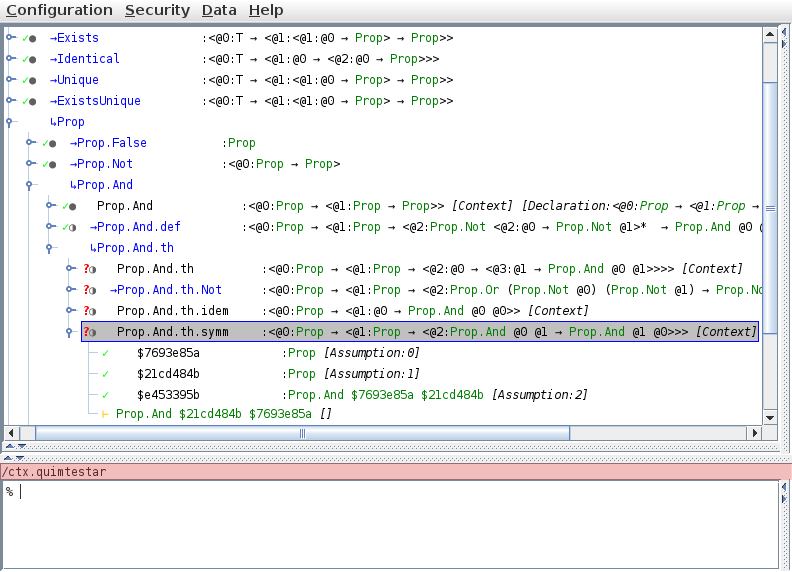 Configuration Security Data Help
✓● →Exists :<@0:T → <@1:<@1:@0 → Prop> → Prop>>
✓● →Identical :<@0:T → <@1:@0 → <@2:@0 → Prop>>>
✓● →Unique :<@0:T → <@1:<@1:@0 → Prop> → Prop>>
✓● →ExistsUnique :<@0:T → <@1:<@1:@0 → Prop> → Prop>>
↳Prop
✓● →Prop.False :Prop
✓● →Prop.Not :<@0:Prop → Prop>
↳Prop.And
✓● Prop.And :<@0:Prop → <@1:Prop → Prop>> [Context] [Declaration:<@0:Prop → <@1:Prop →
✓◑ →Prop.And.def :<@0:Prop → <@1:Prop → <@2:Prop.Not <@2:@0 → Prop.Not @1>* → Prop.And @0
↳Prop.And.th
?◑ Prop.And.th :<@0:Prop → <@1:Prop → <@2:@0 → <@3:@1 → Prop.And @0 @1>>>> [Context]
?◑ →Prop.And.th.Not :<@0:Prop → <@1:Prop → <@2:Prop.Or (Prop.Not @0) (Prop.Not @1) → Prop.No
?◑ Prop.And.th.idem :<@0:Prop → <@1:@0 → Prop.And @0 @0>> [Context]
?◑ Prop.And.th.symm :<@0:Prop → <@1:Prop → <@2:Prop.And @0 @1 → Prop.And @1 @0>>> [Context]
✓ $7693e85a :Prop [Assumption:0]
✓ $21cd484b :Prop [Assumption:1]
✓ $e453395b :Prop.And $7693e85a $21cd484b [Assumption:2]
⊢ Prop.And $21cd484b $7693e85a []
/ctx.quimtestar
%